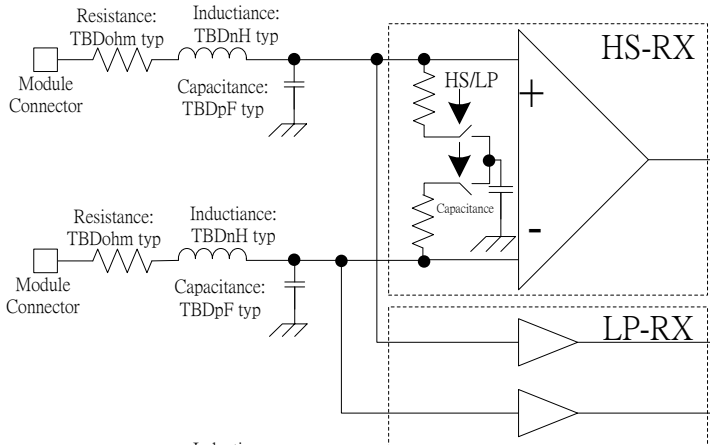 Resistance:
TBDohm typ
Inductiance:
TBDnH typ
Module
Connector
Capacitance:
TBDpF typ
HS/LP
HS-RX
+
Capacitance
-
Resistance:
TBDohm typ
Inductiance:
TBDnH typ
Module
Connector
Capacitance:
TBDpF typ
LP-RX